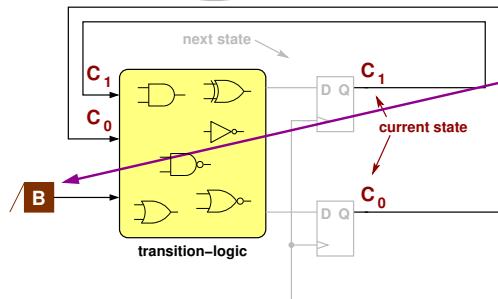 next state
C1
C1
D Q
C0
current state
B
C0
D Q
transition-logic